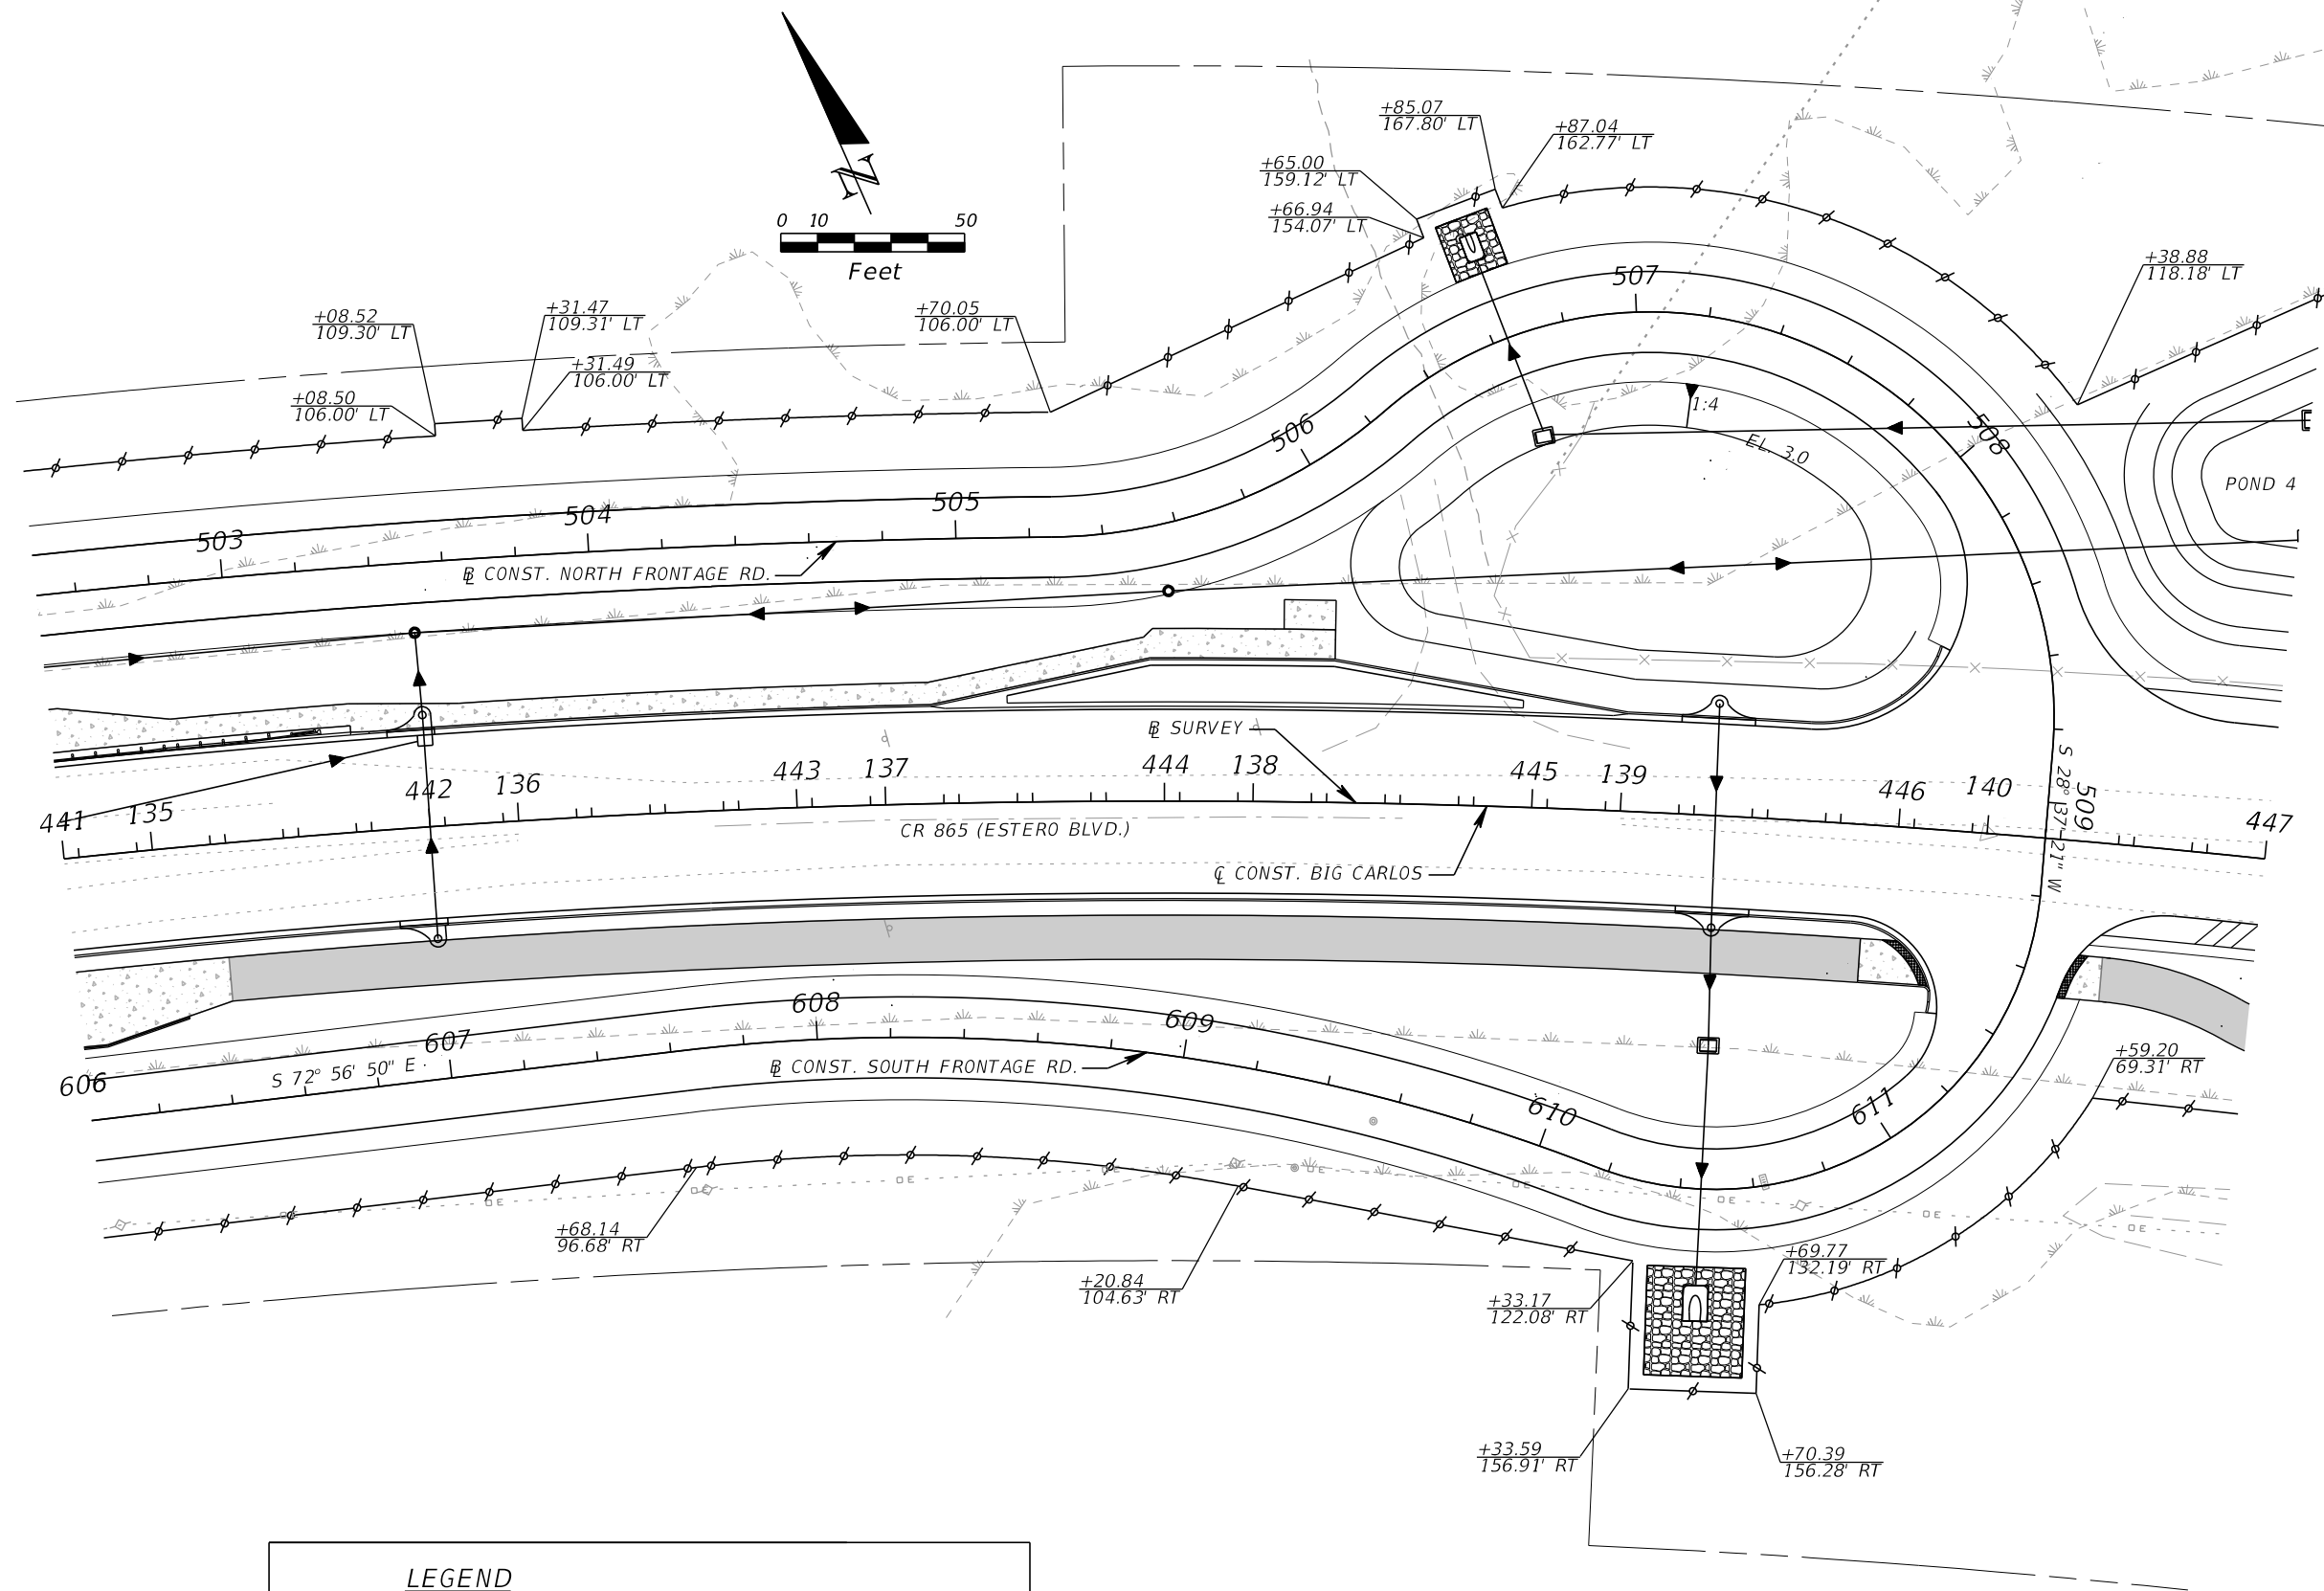 +85.07
167.80' LT
+87.04
162.77' LT
+65.00
159.12' LT
+66.94
154.07' LT
N
0 10 50
Feet
+38.88
118.18' LT
+08.52
109.30' LT
+31.47
109.31' LT
+70.05
106.00' LT
+31.49
106.00' LT
+08.50
106.00' LT
507
506
508
1:4
EL. 3.0
POND 4
503
504
505
B̲L CONST. NORTH FRONTAGE RD.
BL SURVEY
441
135
442
136
443
137
444
138
445
139
446
140
447
509
S 28° 37' 21" W
CR 865 (ESTERO BLVD.)
CL CONST. BIG CARLOS
606
607
608
609
610
611
S 72° 56' 50" E
BL CONST. SOUTH FRONTAGE RD.
+59.20
69.31' RT
+68.14
96.68' RT
+20.84
104.63' RT
+33.17
122.08' RT
+69.77
132.19' RT
+33.59
156.91' RT
+70.39
156.28' RT
LEGEND